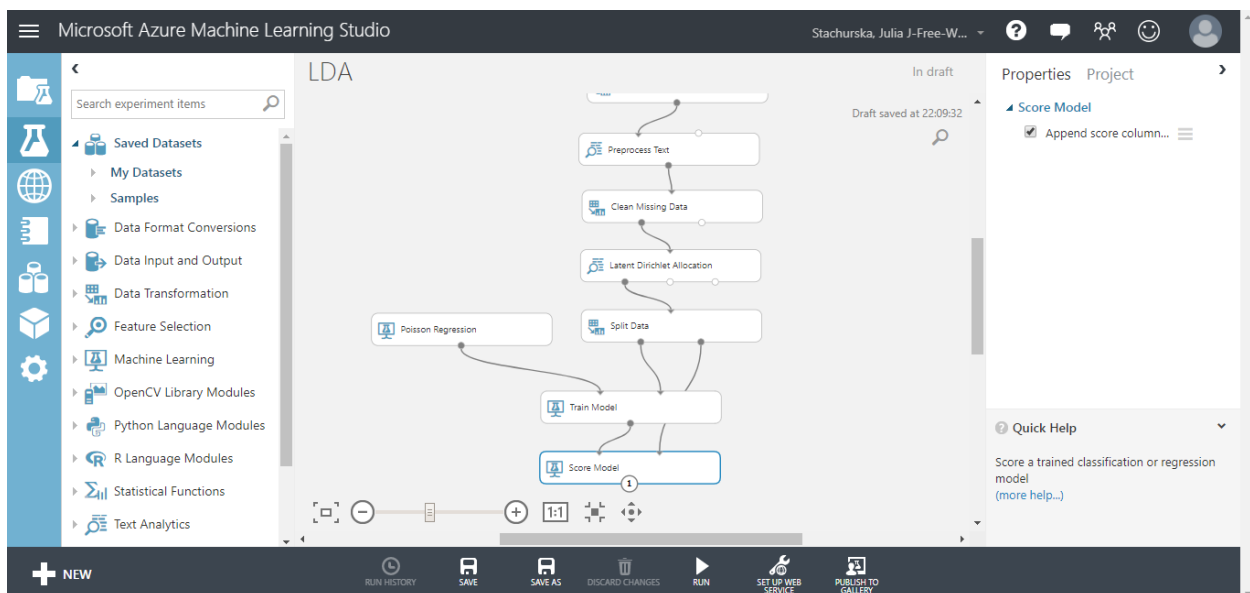 Microsoft Azure Machine Learning Studio
Stachurska, Julia J-Free-W...
?
Search experiment items
Saved Datasets
My Datasets
Samples
Data Format Conversions
Data Input and Output
Data Transformation
Feature Selection
Machine Learning
OpenCV Library Modules
Python Language Modules
R Language Modules
Statistical Functions
Text Analytics
LDA
In draft
Draft saved at 22:09:32
Preprocess Text
Clean Missing Data
Latent Dirichlet Allocation
Poisson Regression
Split Data
Train Model
Score Model
1
1:1
Properties Project
Score Model
Append score column...
Quick Help
Score a trained classification or regression
model
(more help...)
NEW
RUN HISTORY
SAVE
SAVE AS
DISCARD CHANGES
RUN
SET UP WEB
SERVICE
PUBLISH TO
GALLERY